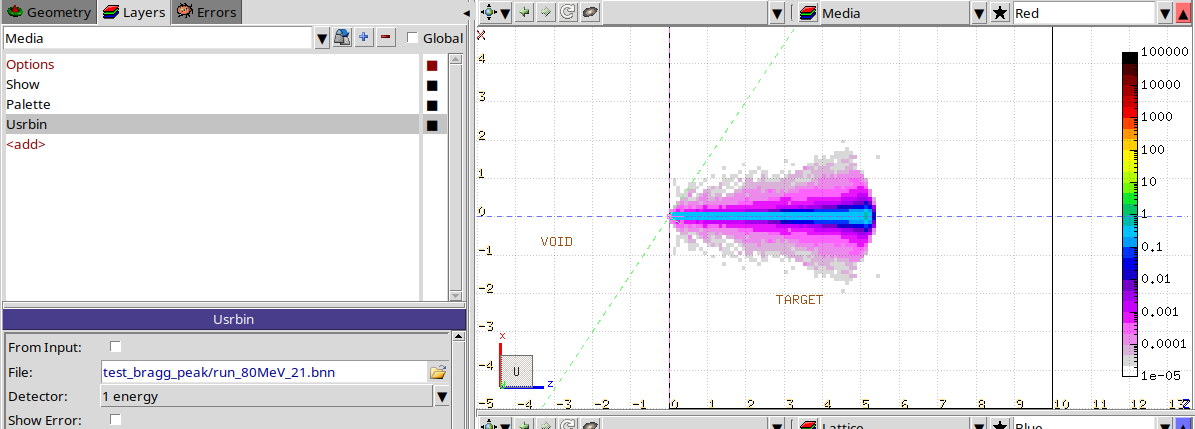 Geometry Layers Errors
Media Global
Options
Show
Palette
Usrbin
<add>
Usrbin
From Input:
File: test_bragg_peak/run_80MeV_21.bnn
Detector: 1 energy
Show Error:
Media Red
x
4
3
2
1
0
-1
-2
-3
-4
-5 -4 -3 -2 -1 0 1 2 3 4 5 6 7 8 9 10 11 12 13 Z
VOID
TARGET
x
U
z
100000
10000
1000
100
10
1
0.1
0.01
0.001
0.0001
1e-05
Lattice Blue